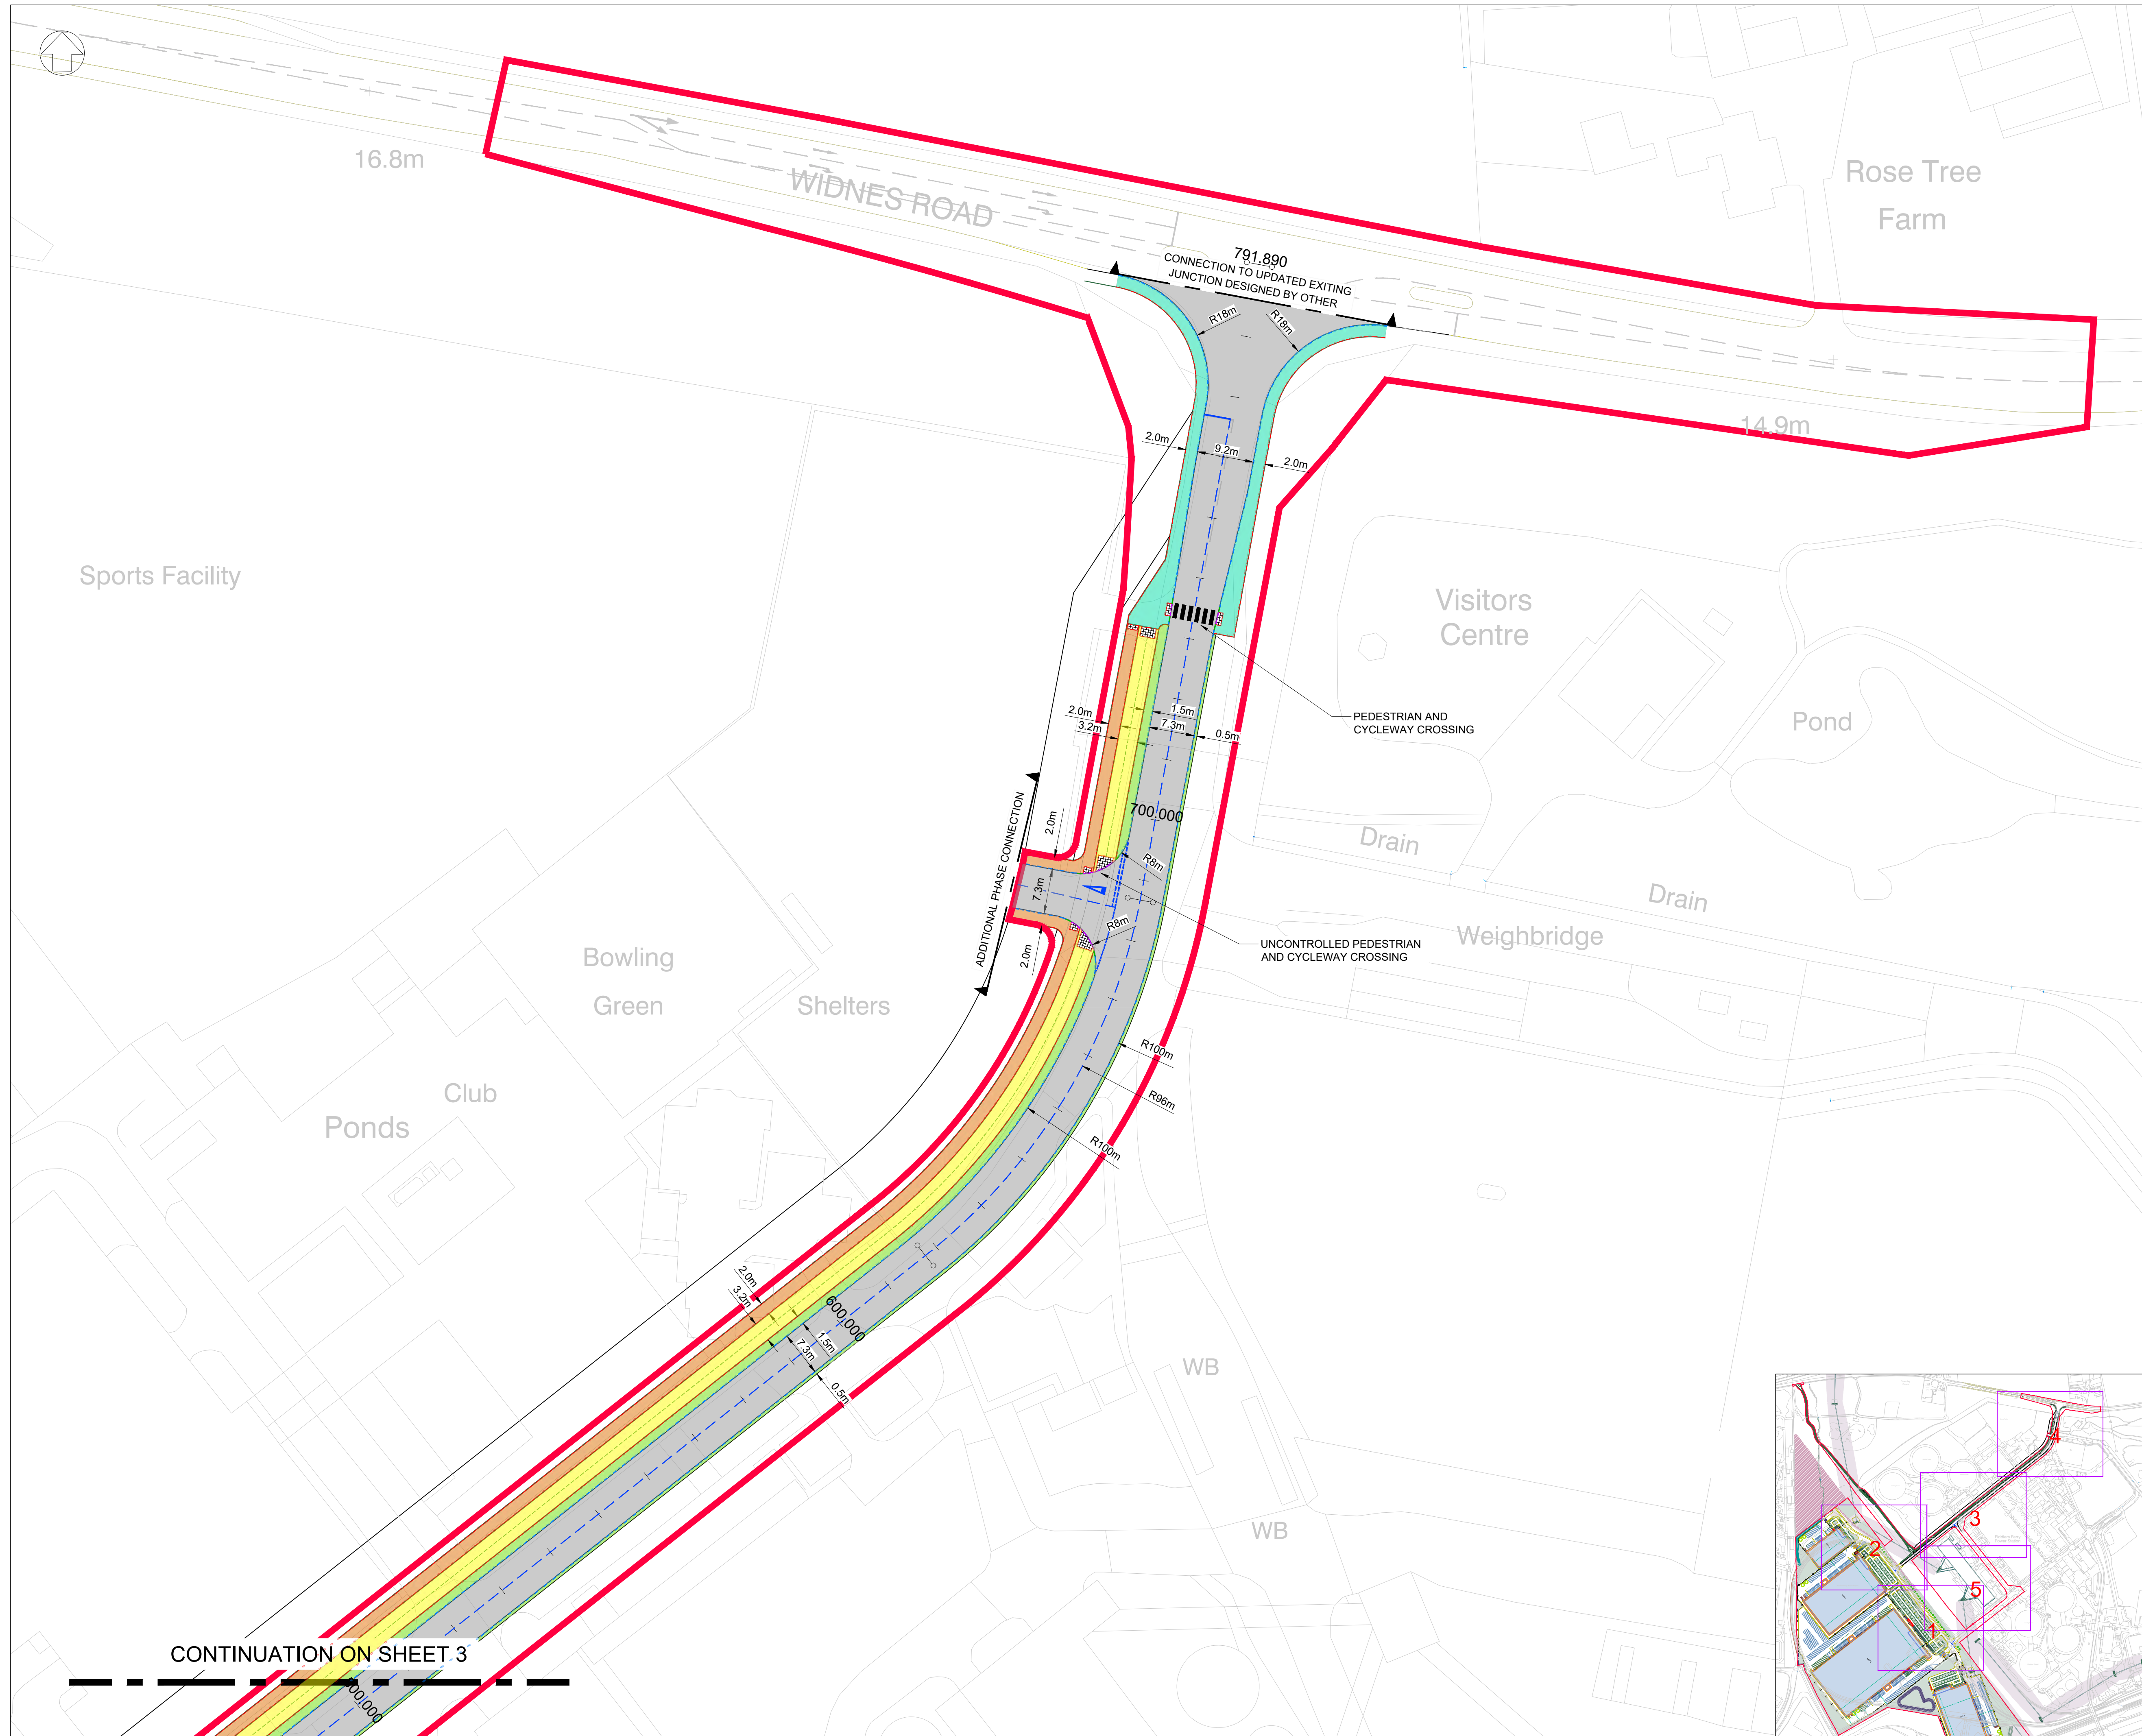 16.8m
WIDNES ROAD
Rose Tree
Farm
791.890
CONNECTION TO UPDATED EXITING
JUNCTION DESIGNED BY OTHER
R18m
R18m
14.9m
2.0m
9.2m
2.0m
Sports Facility
Visitors
Centre
Pond
2.0m
3.2m
1.5m
7.3m
0.5m
PEDESTRIAN AND
CYCLEWAY CROSSING
700.000
Drain
Drain
ADDITIONAL PHASE CONNECTION
2.0m
7.3m
2.0m
R8m
R8m
UNCONTROLLED PEDESTRIAN
AND CYCLEWAY CROSSING
Weighbridge
Bowling
Green
Shelters
Club
Ponds
R100m
R96m
R100m
2.0m
3.2m
600.000
1.5m
7.3m
0.5m
WB
WB
CONTINUATION ON SHEET 3
4
3
2
5
1